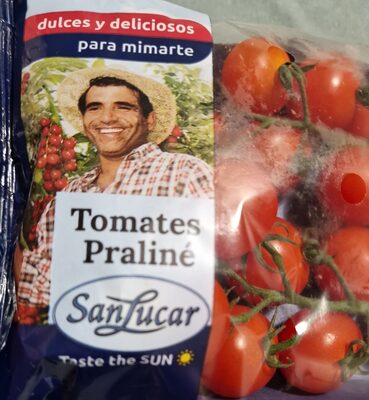 dulces y deliciosos
para mimarte
Tomates
Praliné
SanLucar
Taste the SUN